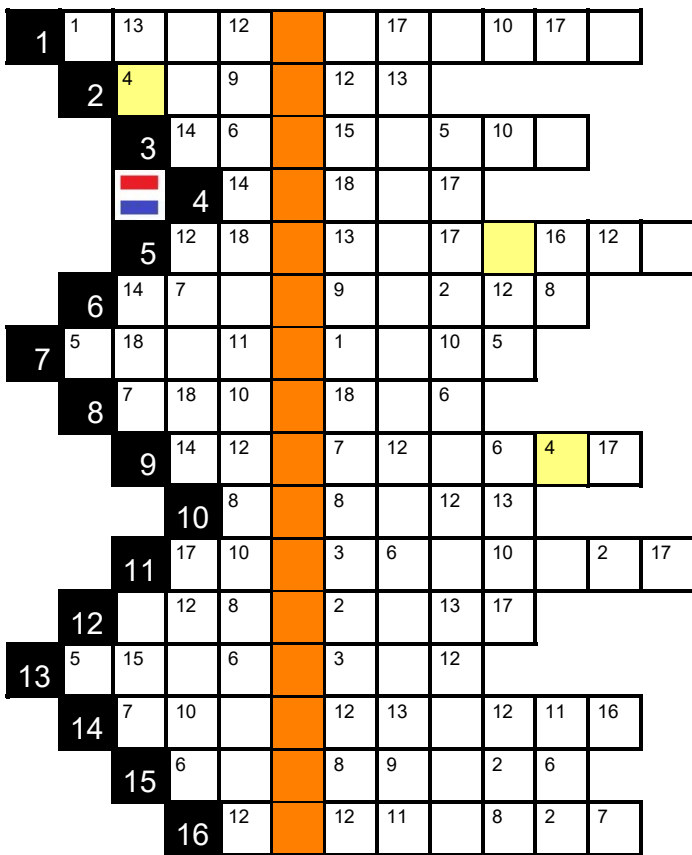 1 1 13 12 17 10 17
2 4 9 12 13
3 14 6 15 5 10
4 14 18 17
5 12 18 13 17 16 12
6 14 7 9 2 12 8
7 5 18 11 1 10 5
8 7 18 10 18 6
9 14 12 7 12 6 4 17
10 8 8 12 13
11 17 10 3 6 10 2 17
12 12 8 2 13 17
13 5 15 6 3 12
14 7 10 12 13 12 11 16
15 6 8 9 2 6
16 12 12 11 8 2 7